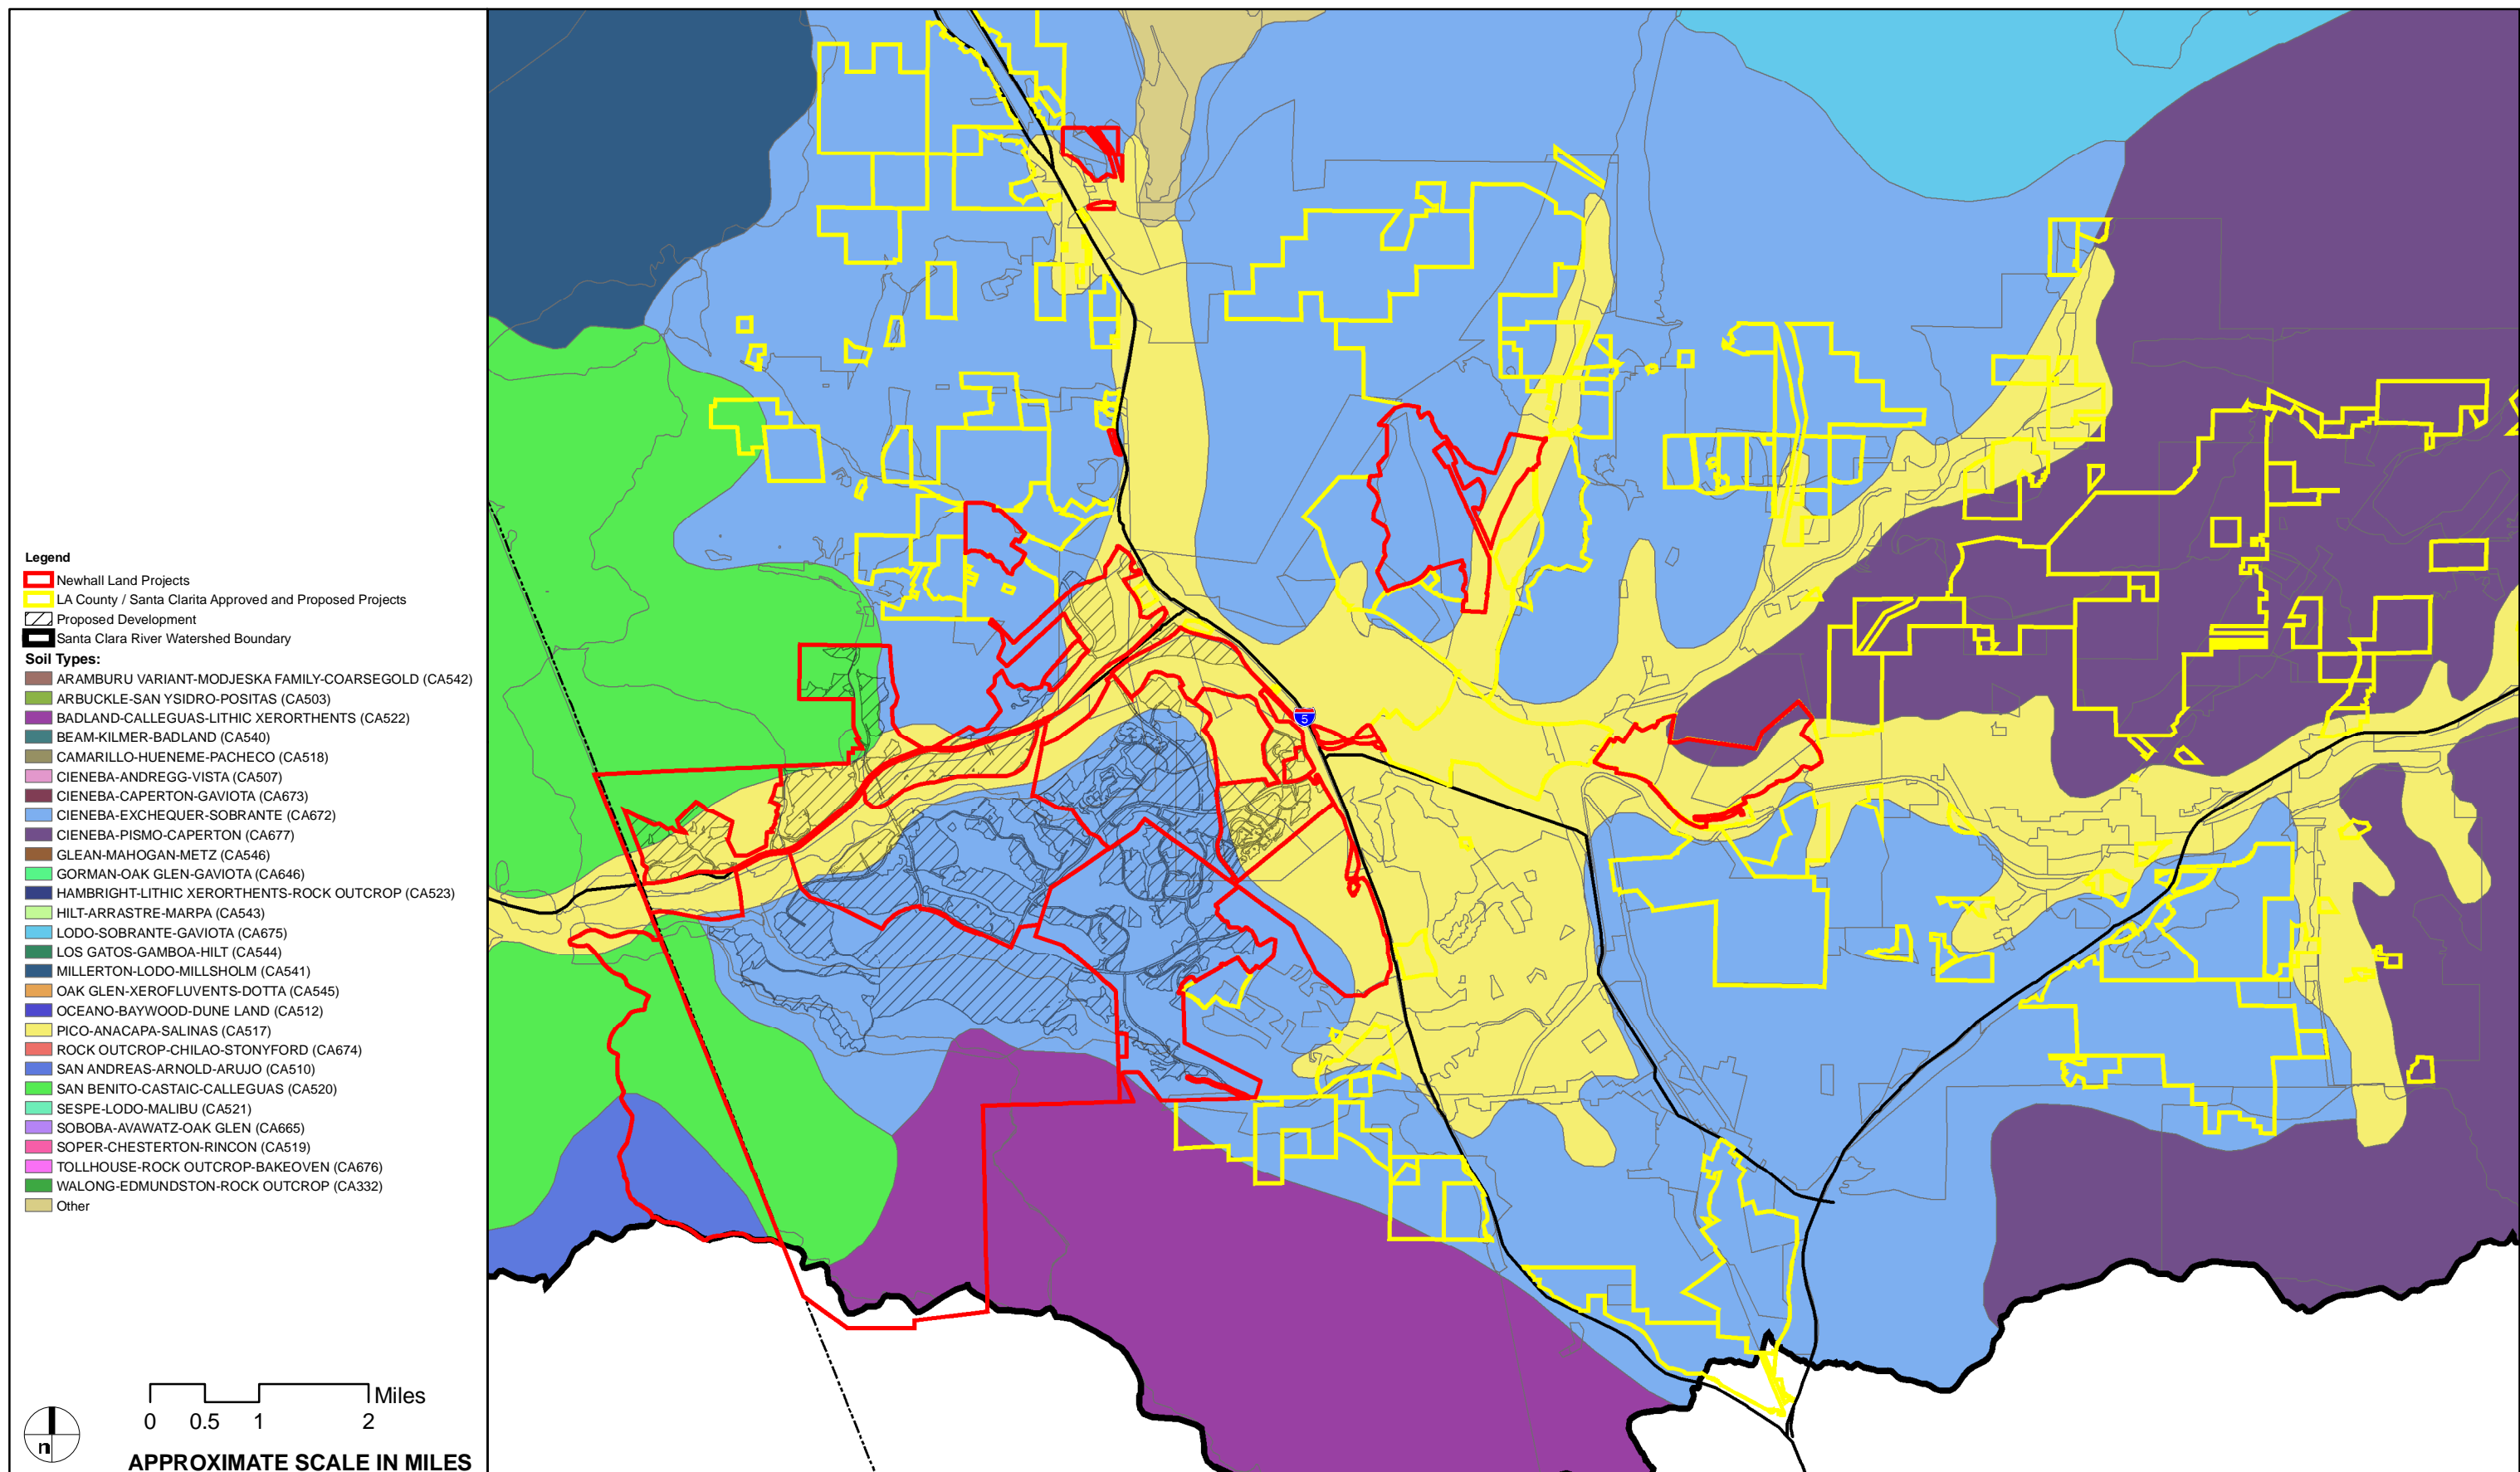 Legend
Newhall Land Projects
LA County / Santa Clarita Approved and Proposed Projects
Proposed Development
Santa Clara River Watershed Boundary
Soil Types:
ARAMBURU VARIANT-MODJESKA FAMILY-COARSEGOLD (CA542)
ARBUCKLE-SAN YSIDRO-POSITAS (CA503)
BADLAND-CALLEGUAS-LITHIC XERORTHENTS (CA522)
BEAM-KILMER-BADLAND (CA540)
CAMARILLO-HUENEME-PACHECO (CA518)
CIENEBA-ANDREGG-VISTA (CA507)
CIENEBA-CAPERTON-GAVIOTA (CA673)
CIENEBA-EXCHEQUER-SOBRANTE (CA672)
CIENEBA-PISMO-CAPERTON (CA677)
GLEAN-MAHOGAN-METZ (CA546)
GORMAN-OAK GLEN-GAVIOTA (CA646)
HAMBRIGHT-LITHIC XERORTHENTS-ROCK OUTCROP (CA523)
HILT-ARRASTRE-MARPA (CA543)
LODO-SOBRANTE-GAVIOTA (CA675)
LOS GATOS-GAMBOA-HILT (CA544)
MILLERTON-LODO-MILLSHOLM (CA541)
OAK GLEN-XEROFLUVENTS-DOTTA (CA545)
OCEANO-BAYWOOD-DUNE LAND (CA512)
PICO-ANACAPA-SALINAS (CA517)
ROCK OUTCROP-CHILAO-STONYFORD (CA674)
SAN ANDREAS-ARNOLD-ARUJO (CA510)
SAN BENITO-CASTAIC-CALLEGUAS (CA520)
SESPE-LODO-MALIBU (CA521)
SOBOBA-AVAWATZ-OAK GLEN (CA665)
SOPER-CHESTERTON-RINCON (CA519)
TOLLHOUSE-ROCK OUTCROP-BAKEOVEN (CA676)
WALONG-EDMUNDSTON-ROCK OUTCROP (CA332)
Other
Miles
0 0.5 1 2
n
APPROXIMATE SCALE IN MILES
5